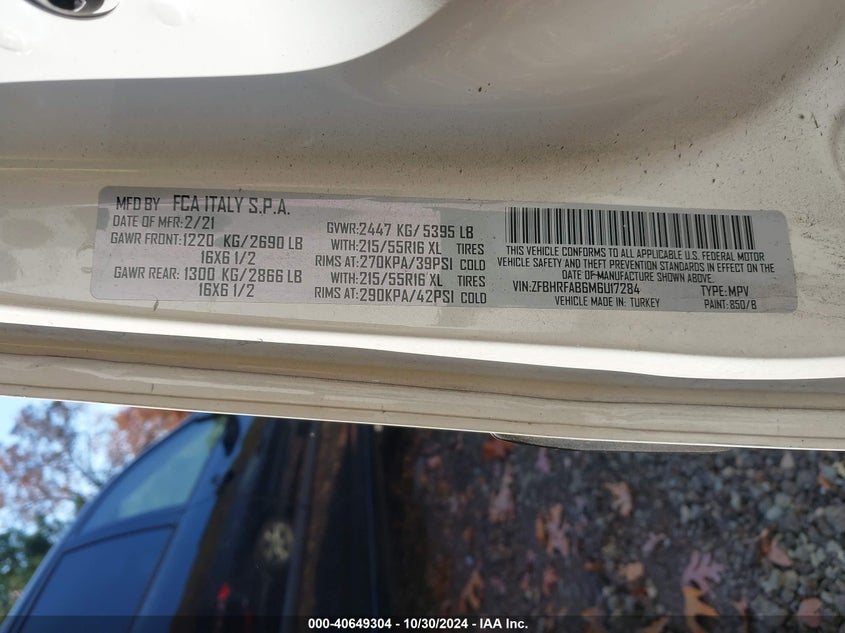 MFD BY FCA ITALY S.P.A.
DATE OF MFR: 2/21 GVWR: 2447 KG/ 5395 LB
GAWR FRONT: 1220 KG/2690 LB WITH: 215/55R16 XL TIRES
16X6 1/2 RIMS AT: 270KPA/39PSI COLD
GAWR REAR: 1300 KG/2866 LB WITH: 215/55R16 XL TIRES
16X6 1/2 RIMS AT: 290KPA/42PSI COLD
THIS VEHICLE CONFORMS TO ALL APPLICABLE U.S. FEDERAL MOTOR
VEHICLE SAFETY AND THEFT PREVENTION STANDARDS IN EFFECT ON THE
DATE OF MANUFACTURE SHOWN ABOVE.
VIN: ZFBHRFAB6M6U17284 TYPE: MPV
VEHICLE MADE IN: TURKEY PAINT: 850/B
000-40649304 - 10/30/2024 - IAA Inc.